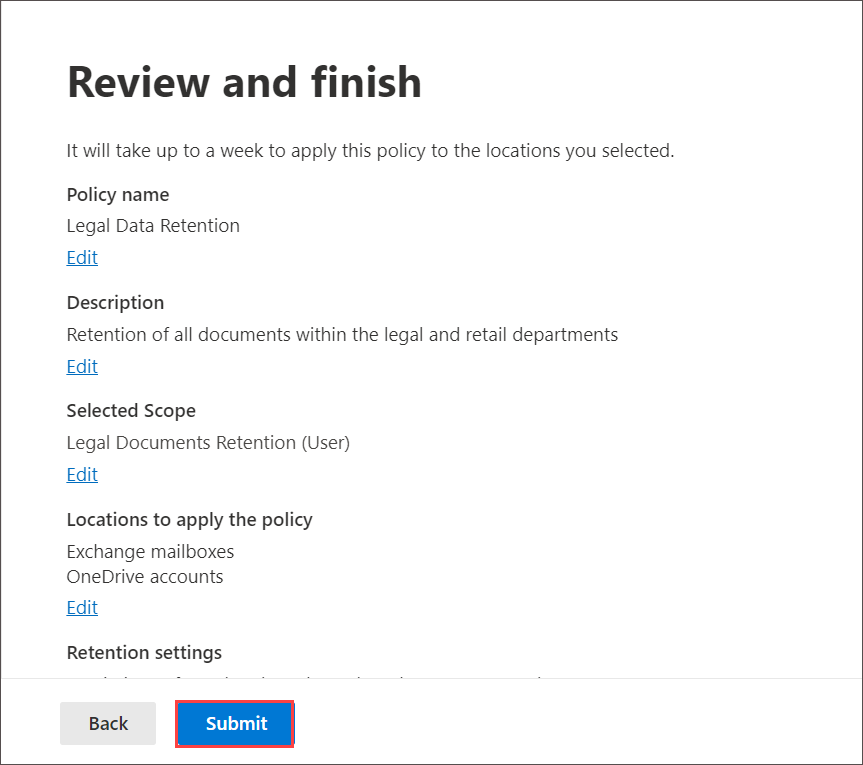 Review and finish
It will take up to a week to apply this policy to the locations you selected.
Policy name
Legal Data Retention
Edit
Description
Retention of all documents within the legal and retail departments
Edit
Selected Scope
Legal Documents Retention (User)
Edit
Locations to apply the policy
Exchange mailboxes
OneDrive accounts
Edit
Retention settings
Back
Submit